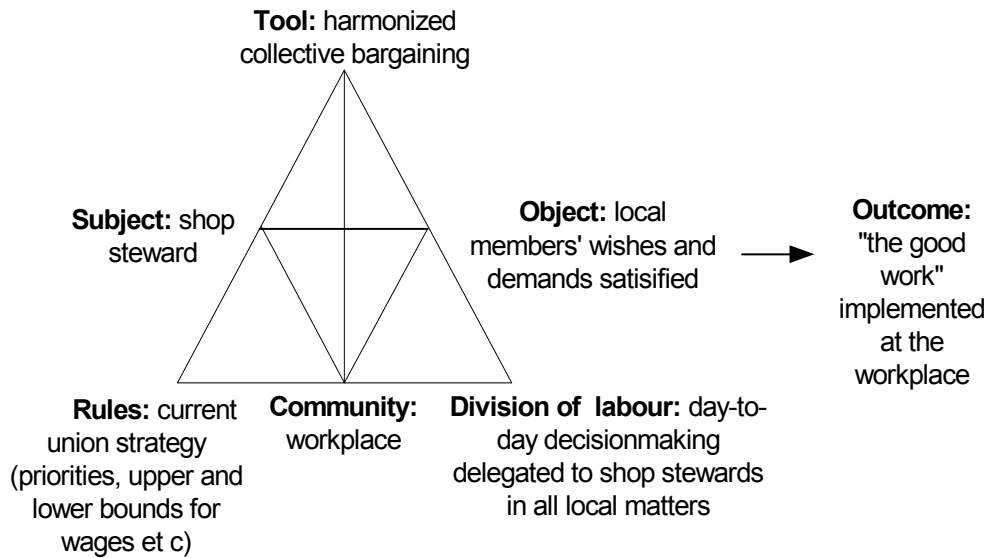 Tool: harmonized
collective bargaining
Subject: shop
steward
Object: local
members' wishes and
demands satisified
Outcome:
"the good
work"
implemented
at the
workplace
Rules: current
union strategy
(priorities, upper and
lower bounds for
wages et c)
Community:
workplace
Division of labour: day-to-
day decisionmaking
delegated to shop stewards
in all local matters